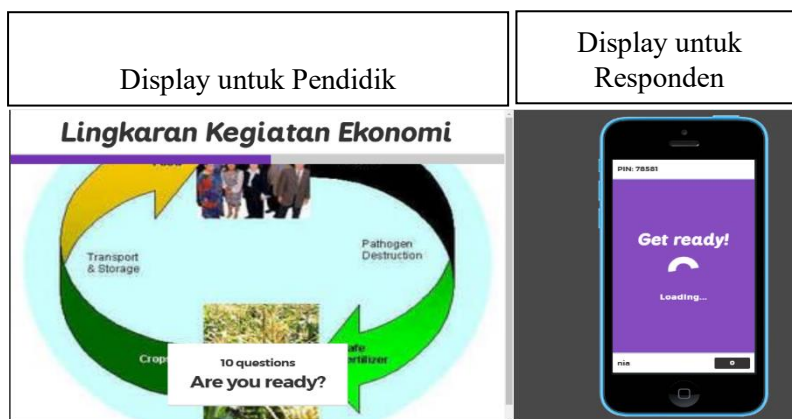 Display untuk Pendidik
Display untuk
Responden
Lingkaran Kegiatan Ekonomi
Transport
& Storage
Pathogen
Destruction
Crops
10 questions
Are you ready?
PIN: 78581
Get ready!
Loading...
nia
0